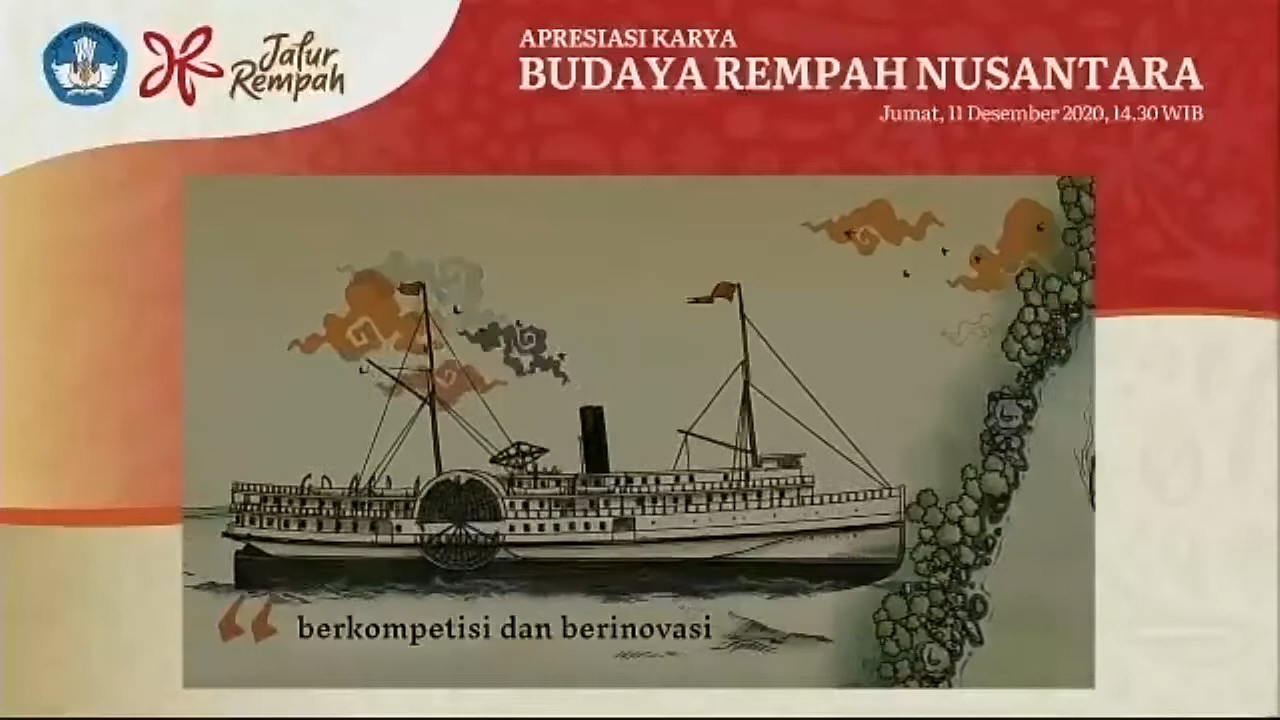 Jalur
Rempah
APRESIASI KARYA
BUDAYA REMPAH NUSANTARA
Jumat, 11 Desember 2020, 14.30 WIB
“ berkompetisi dan berinovasi